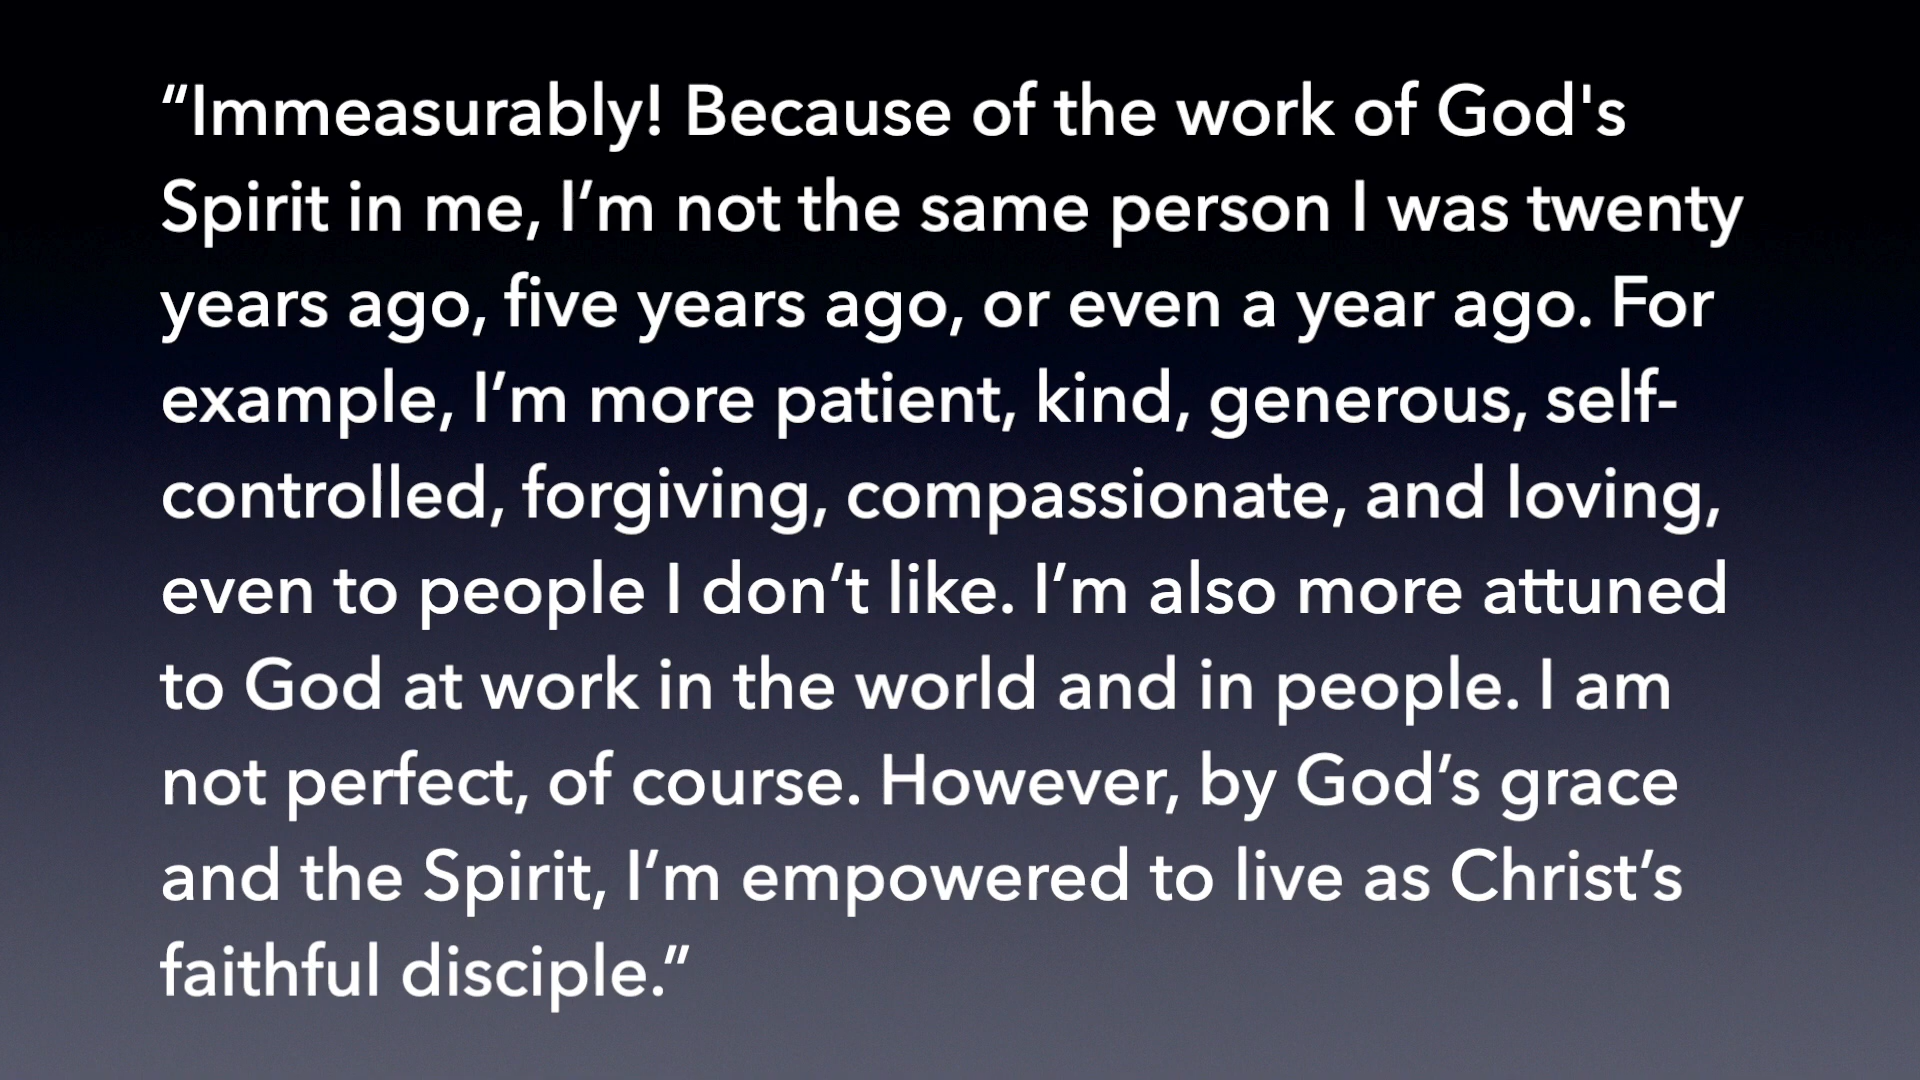 “Immeasurably! Because of the work of God's
Spirit in me, I’m not the same person I was twenty
years ago, five years ago, or even a year ago. For
example, I’m more patient, kind, generous, self-
controlled, forgiving, compassionate, and loving,
even to people I don’t like. I’m also more attuned
to God at work in the world and in people. I am
not perfect, of course. However, by God’s grace
and the Spirit, I’m empowered to live as Christ’s
faithful disciple.”